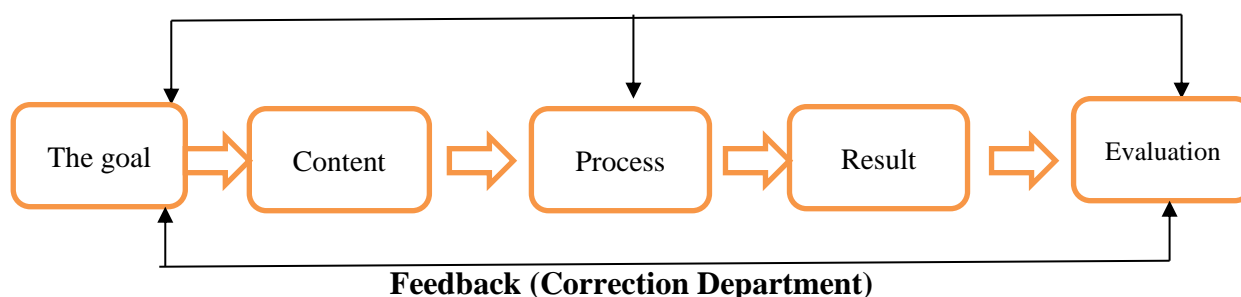 The goal
Content
Process
Result
Evaluation
Feedback (Correction Department)